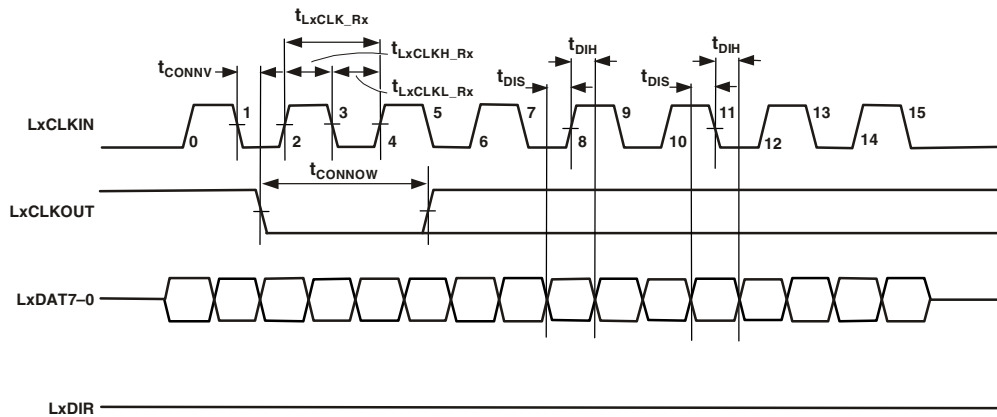 tLxCLK_Rx
tLxCLKH_Rx
tDIH
tDIH
tCONNV
tDIS
tDIS
tLxCLKL_Rx
LxCLKIN
0
1
2
3
4
5
6
7
8
9
10
11
12
13
14
15
tCONNOW
LxCLKOUT
LxDAT7–0
LxDIR